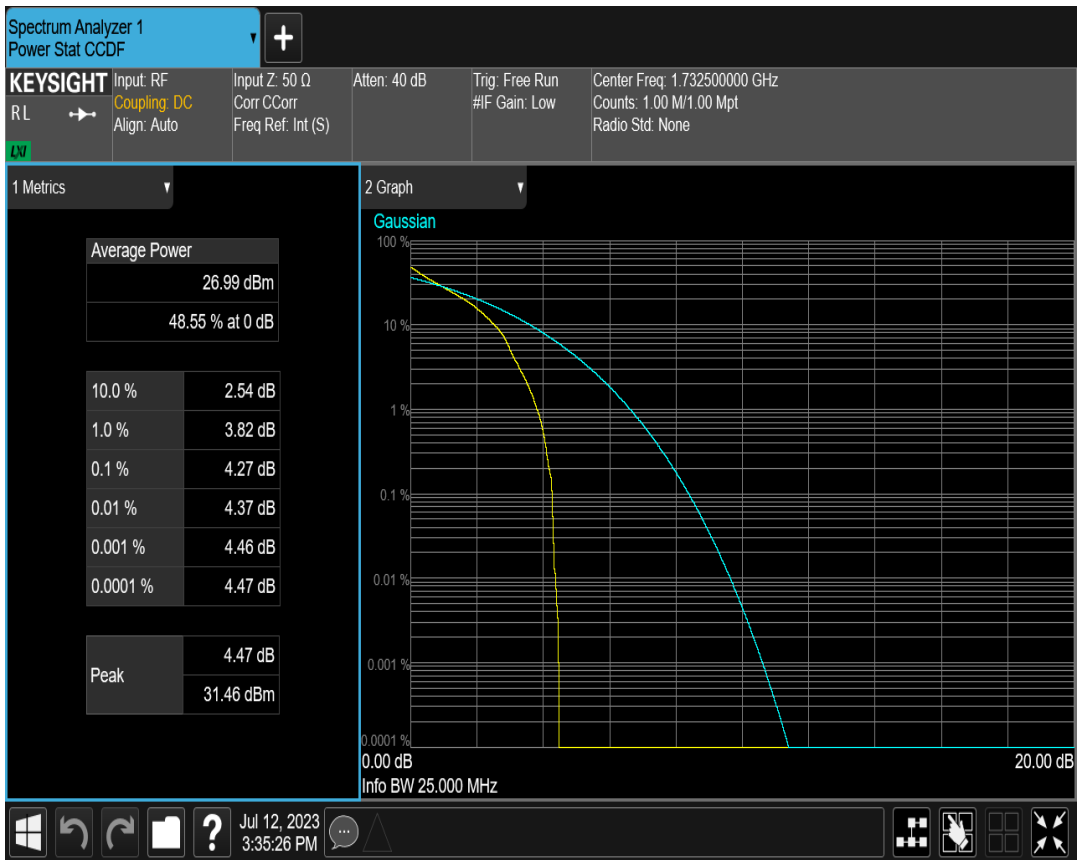 Spectrum Analyzer 1
Power Stat CCDF
KEYSIGHT
RL
LXI
Input: RF
Coupling: DC
Align: Auto
Input Z: 50 Ω
Corr CCorr
Freq Ref: Int (S)
Atten: 40 dB
Trig: Free Run
#IF Gain: Low
Center Freq: 1.732500000 GHz
Counts: 1.00 M/1.00 Mpt
Radio Std: None
1 Metrics
Average Power
26.99 dBm
48.55 % at 0 dB
10.0 % 2.54 dB
1.0 % 3.82 dB
0.1 % 4.27 dB
0.01 % 4.37 dB
0.001 % 4.46 dB
0.0001 % 4.47 dB
Peak
4.47 dB
31.46 dBm
2 Graph
Gaussian
100 %
10 %
1 %
0.1 %
0.01 %
0.001 %
0.0001 %
0.00 dB 20.00 dB
Info BW 25.000 MHz
Jul 12, 2023
3:35:26 PM